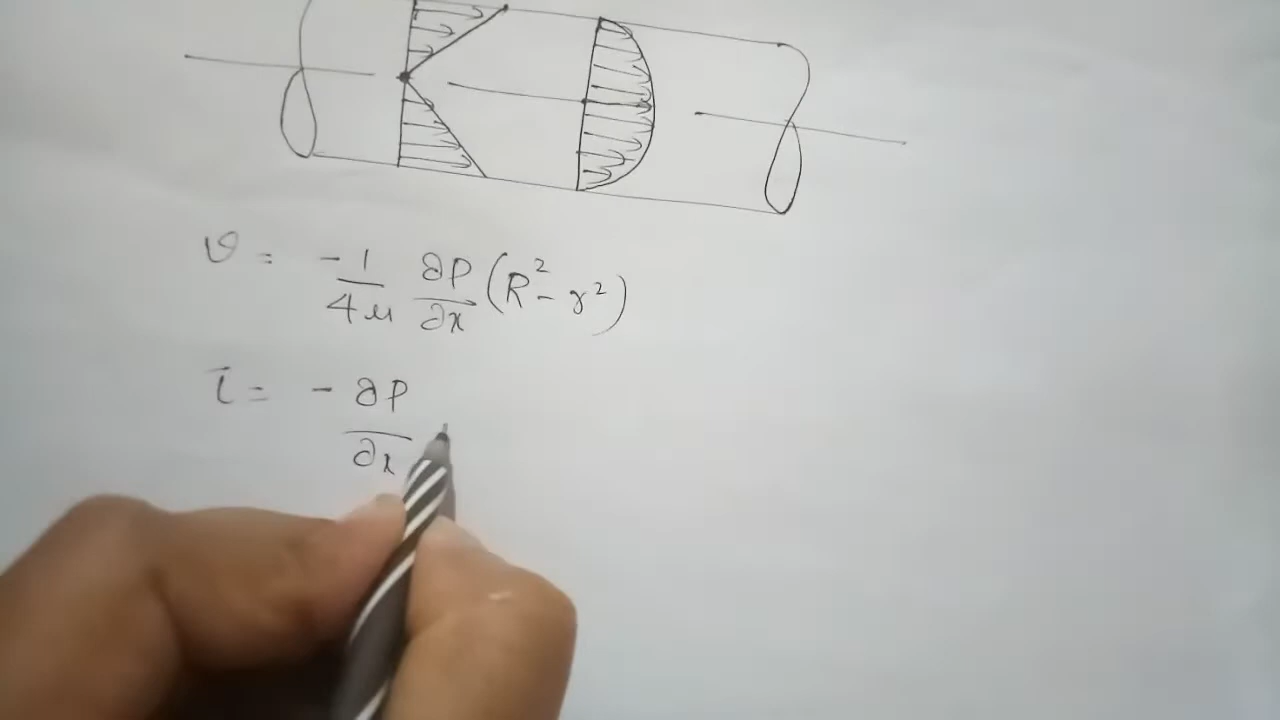 υ = -1/4μ ∂P/∂x (R² - r²)
τ = - ∂P/∂x